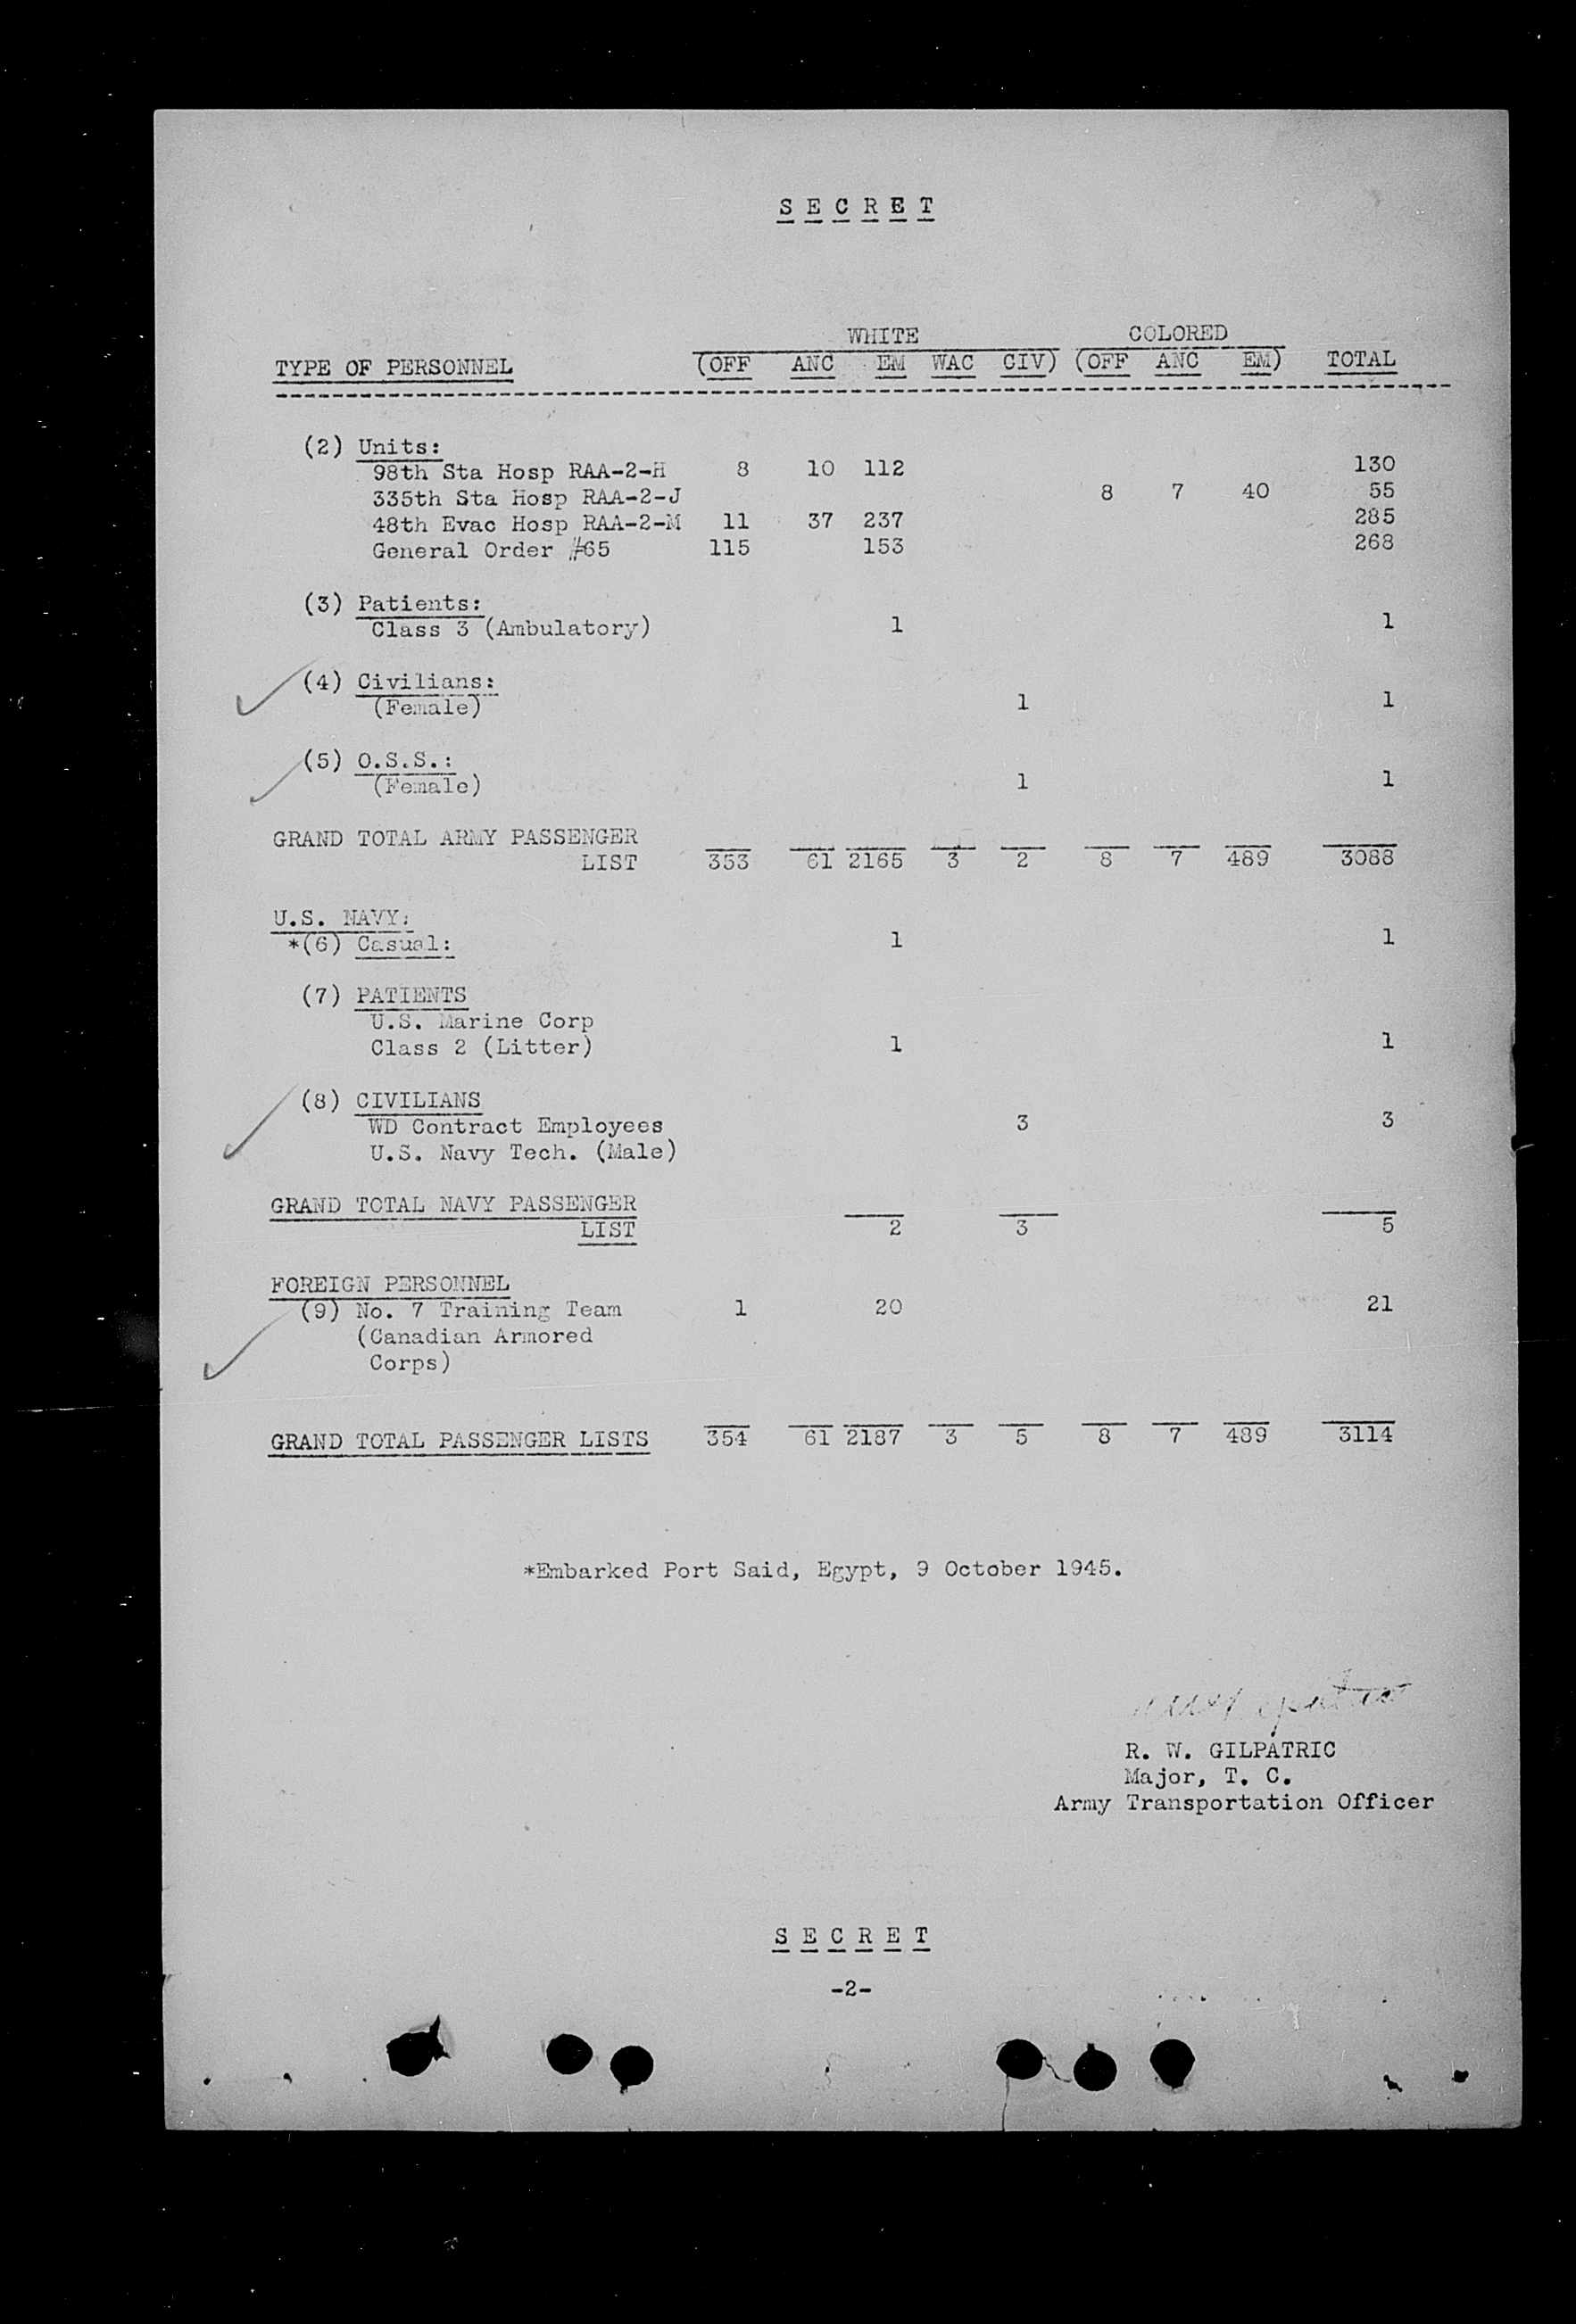 SECRET
WHITE COLORED
TYPE OF PERSONNEL (OFF ANC EM WAC CIV) (OFF ANC EM) TOTAL
(2) Units:
98th Sta Hosp RAA-2-H 8 10 112 130
335th Sta Hosp RAA-2-J 8 7 40 55
48th Evac Hosp RAA-2-M 11 37 237 285
General Order #65 115 153 268
(3) Patients:
Class 3 (Ambulatory) 1 1
(4) Civilians:
(Female) 1 1
(5) O.S.S.:
(Female) 1 1
GRAND TOTAL ARMY PASSENGER
LIST 353 61 2165 3 2 8 7 489 3088
U.S. NAVY:
*(6) Casual: 1 1
(7) PATIENTS
U.S. Marine Corp
Class 2 (Litter) 1 1
(8) CIVILIANS
WD Contract Employees 3 3
U.S. Navy Tech. (Male)
GRAND TOTAL NAVY PASSENGER
LIST 2 3 5
FOREIGN PERSONNEL
(9) No. 7 Training Team 1 20 21
(Canadian Armored
Corps)
GRAND TOTAL PASSENGER LISTS 354 61 2187 3 5 8 7 489 3114
*Embarked Port Said, Egypt, 9 October 1945.
R. W. GILPATRIC
Major, T. C.
Army Transportation Officer
SECRET
-2-